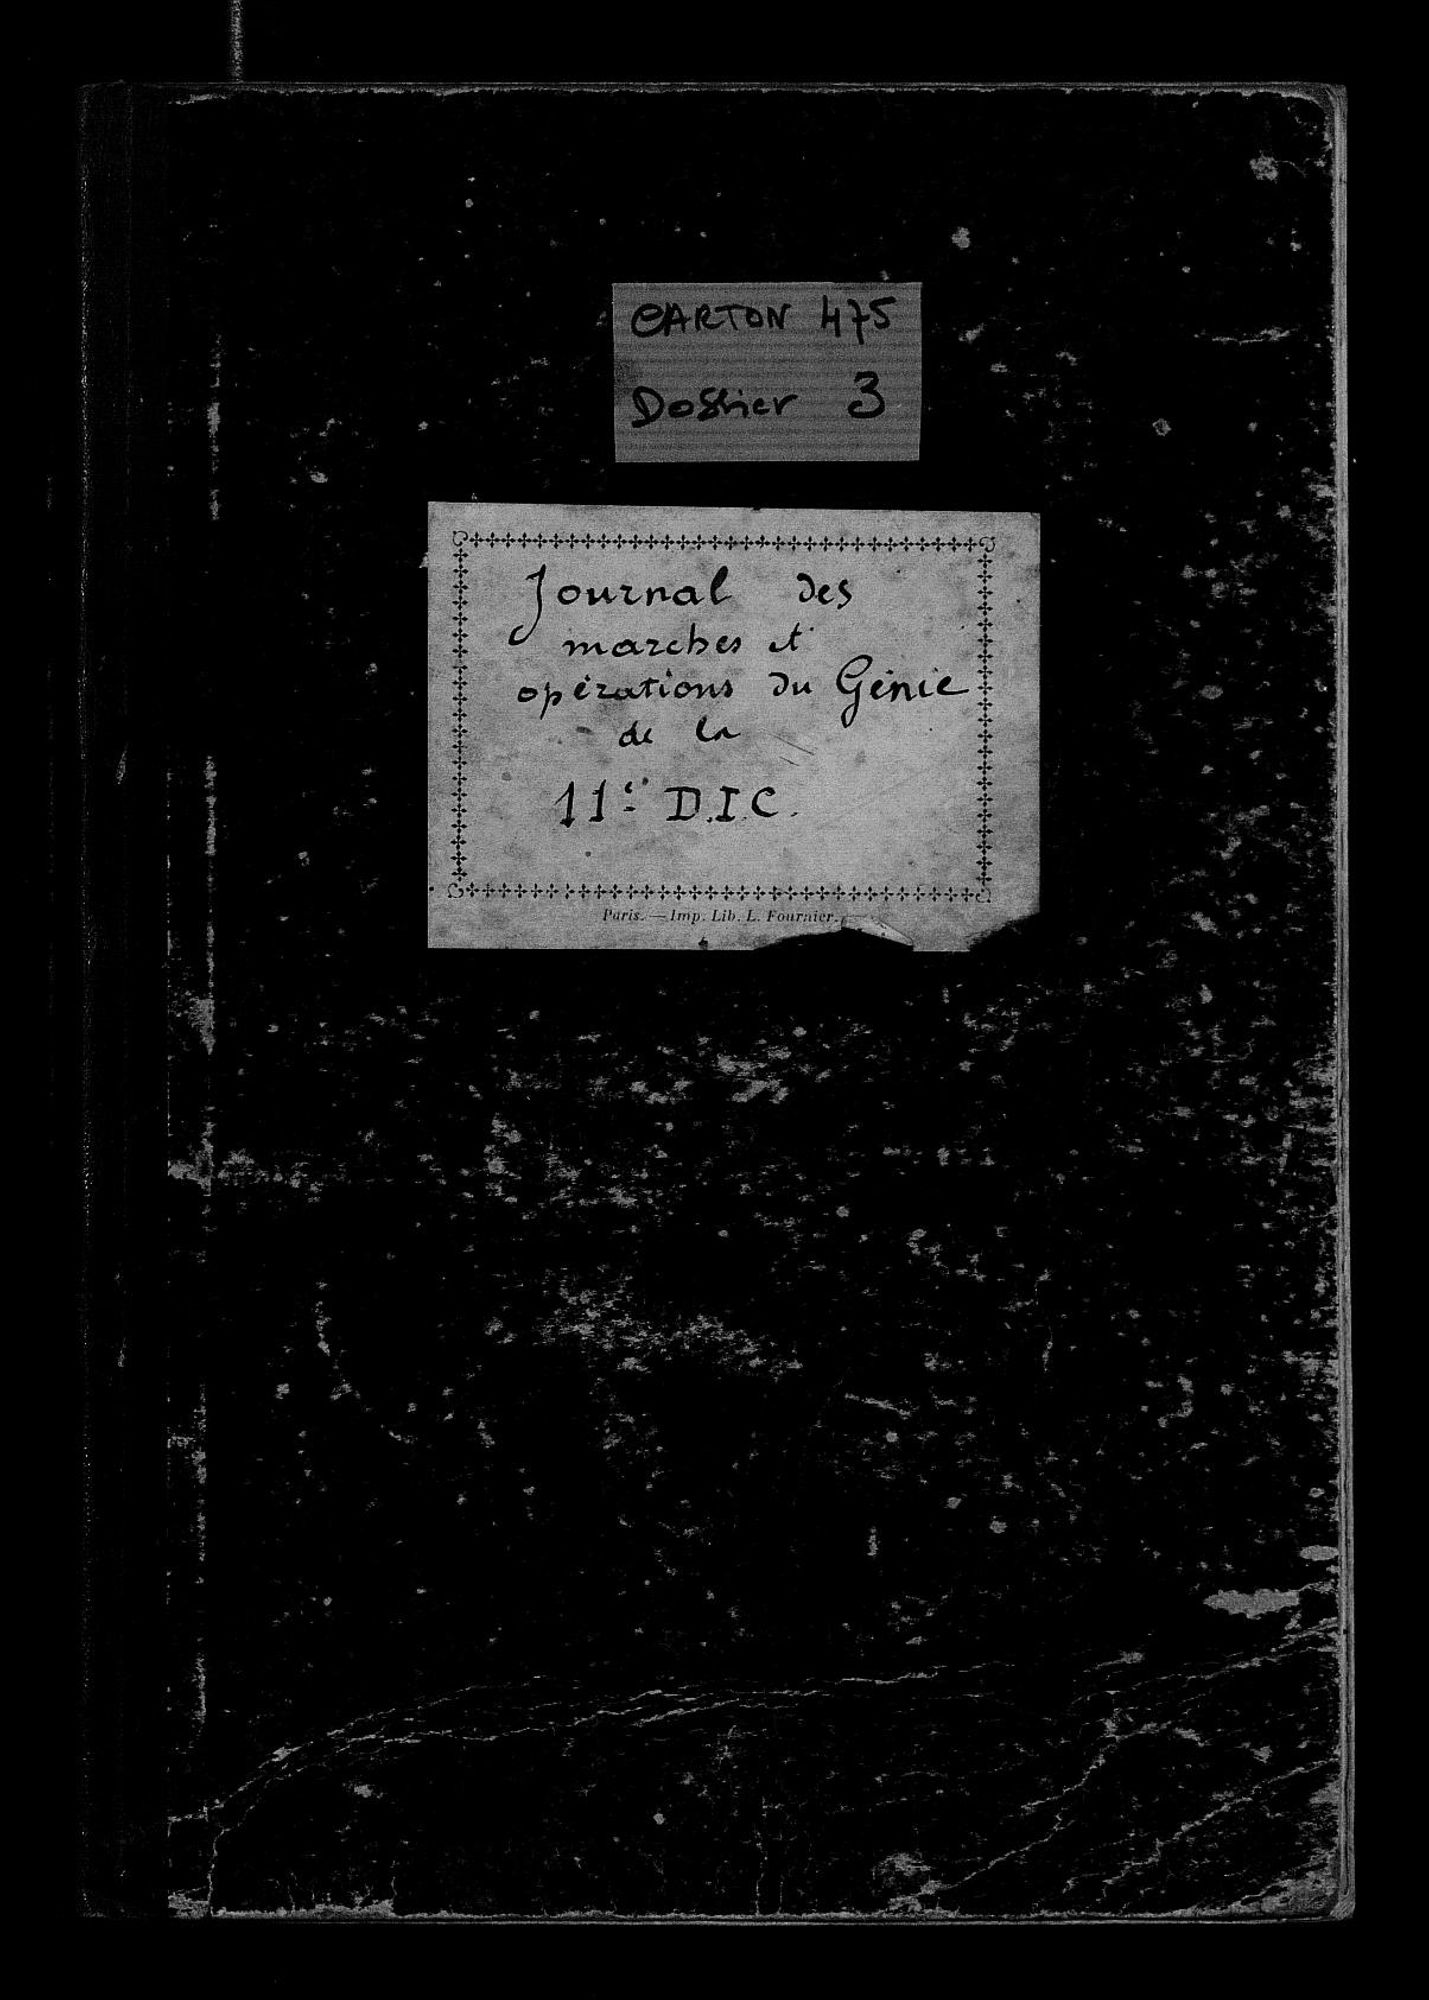 CARTON 475
Dossier 3
Journal des
marches et
opérations du Génie
de la
11e D.I.C.
Paris. — Imp. Lib. L. Fournier.